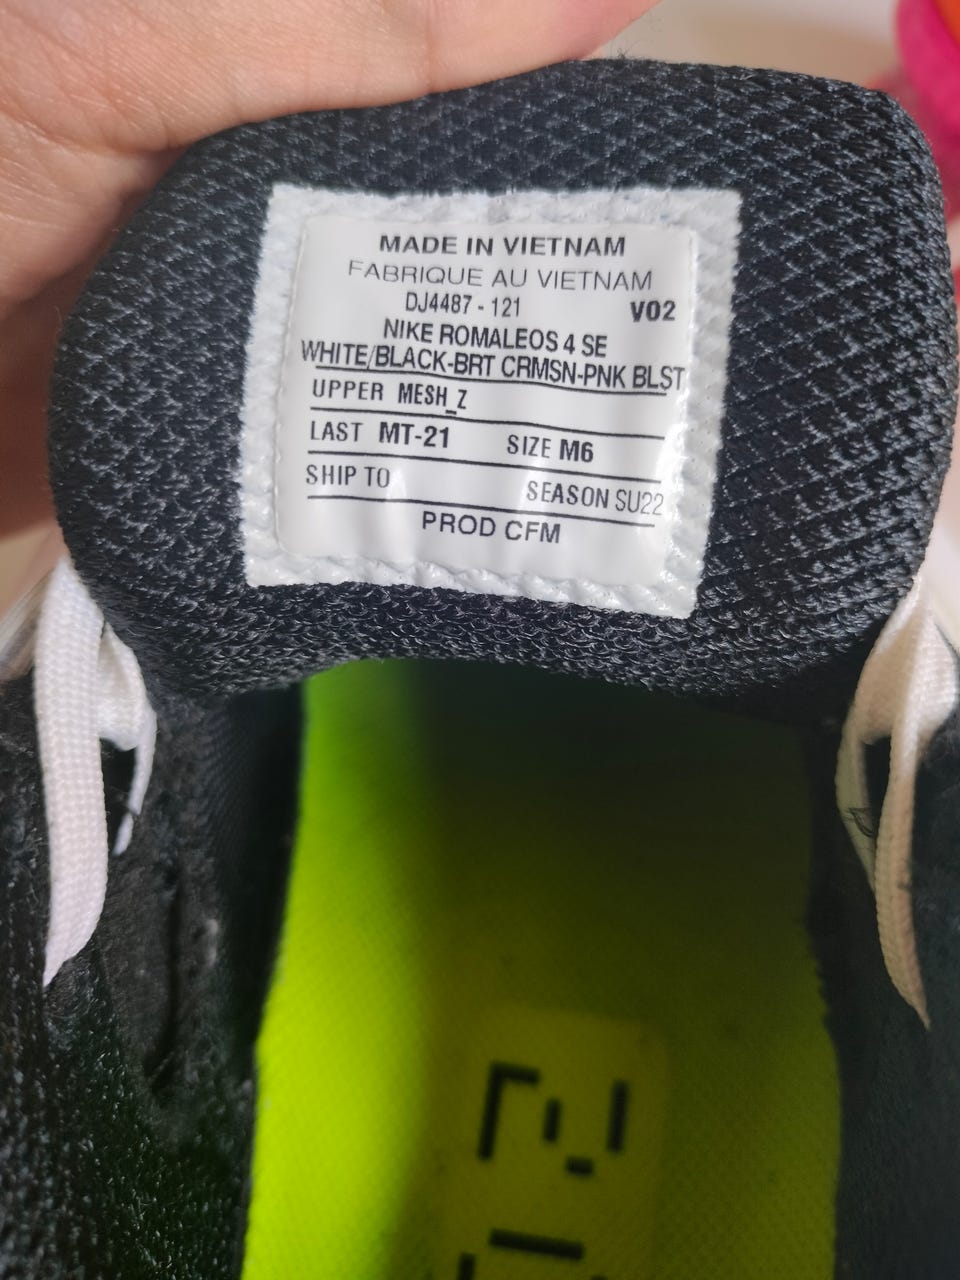 MADE IN VIETNAM
FABRIQUE AU VIETNAM
DJ4487 - 121 V02
NIKE ROMALEOS 4 SE
WHITE/BLACK-BRT CRMSN-PNK BLST
UPPER MESH_Z
LAST MT-21 SIZE M6
SHIP TO
SEASON SU22
PROD CFM